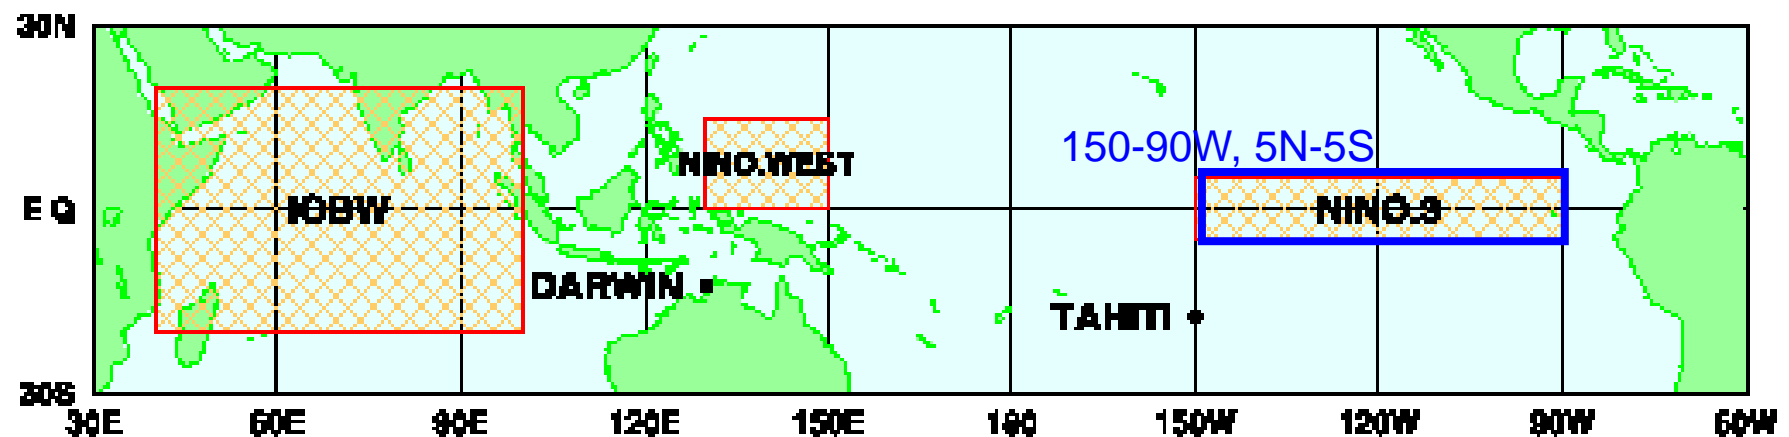 30N
150-90W, 5N-5S
NINO.WEST
EQ
IOBW
NINO.3
DARWIN
TAHITI
30S
30E 60E 90E 120E 150E 180 150W 120W 90W 60W